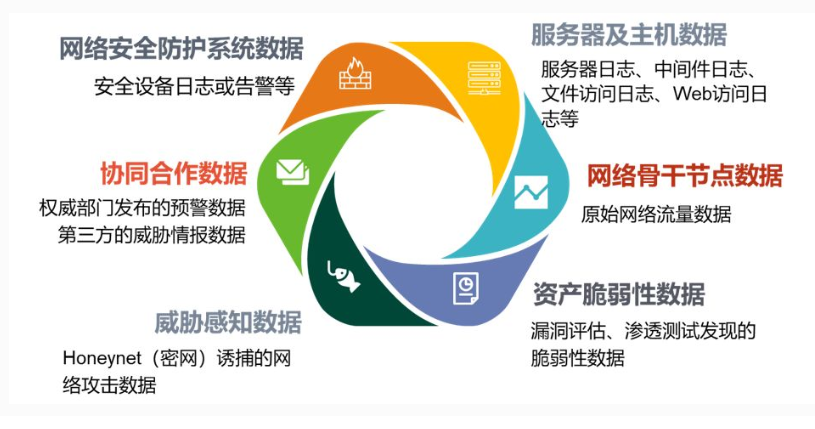 网络安全防护系统数据
安全设备日志或告警等
服务器及主机数据
服务器日志、中间件日志、
文件访问日志、Web访问日
志等
协同合作数据
权威部门发布的预警数据
第三方的威胁情报数据
网络骨干节点数据
原始网络流量数据
威胁感知数据
Honeynet（密网）诱捕的网
络攻击数据
资产脆弱性数据
漏洞评估、渗透测试发现的
脆弱性数据